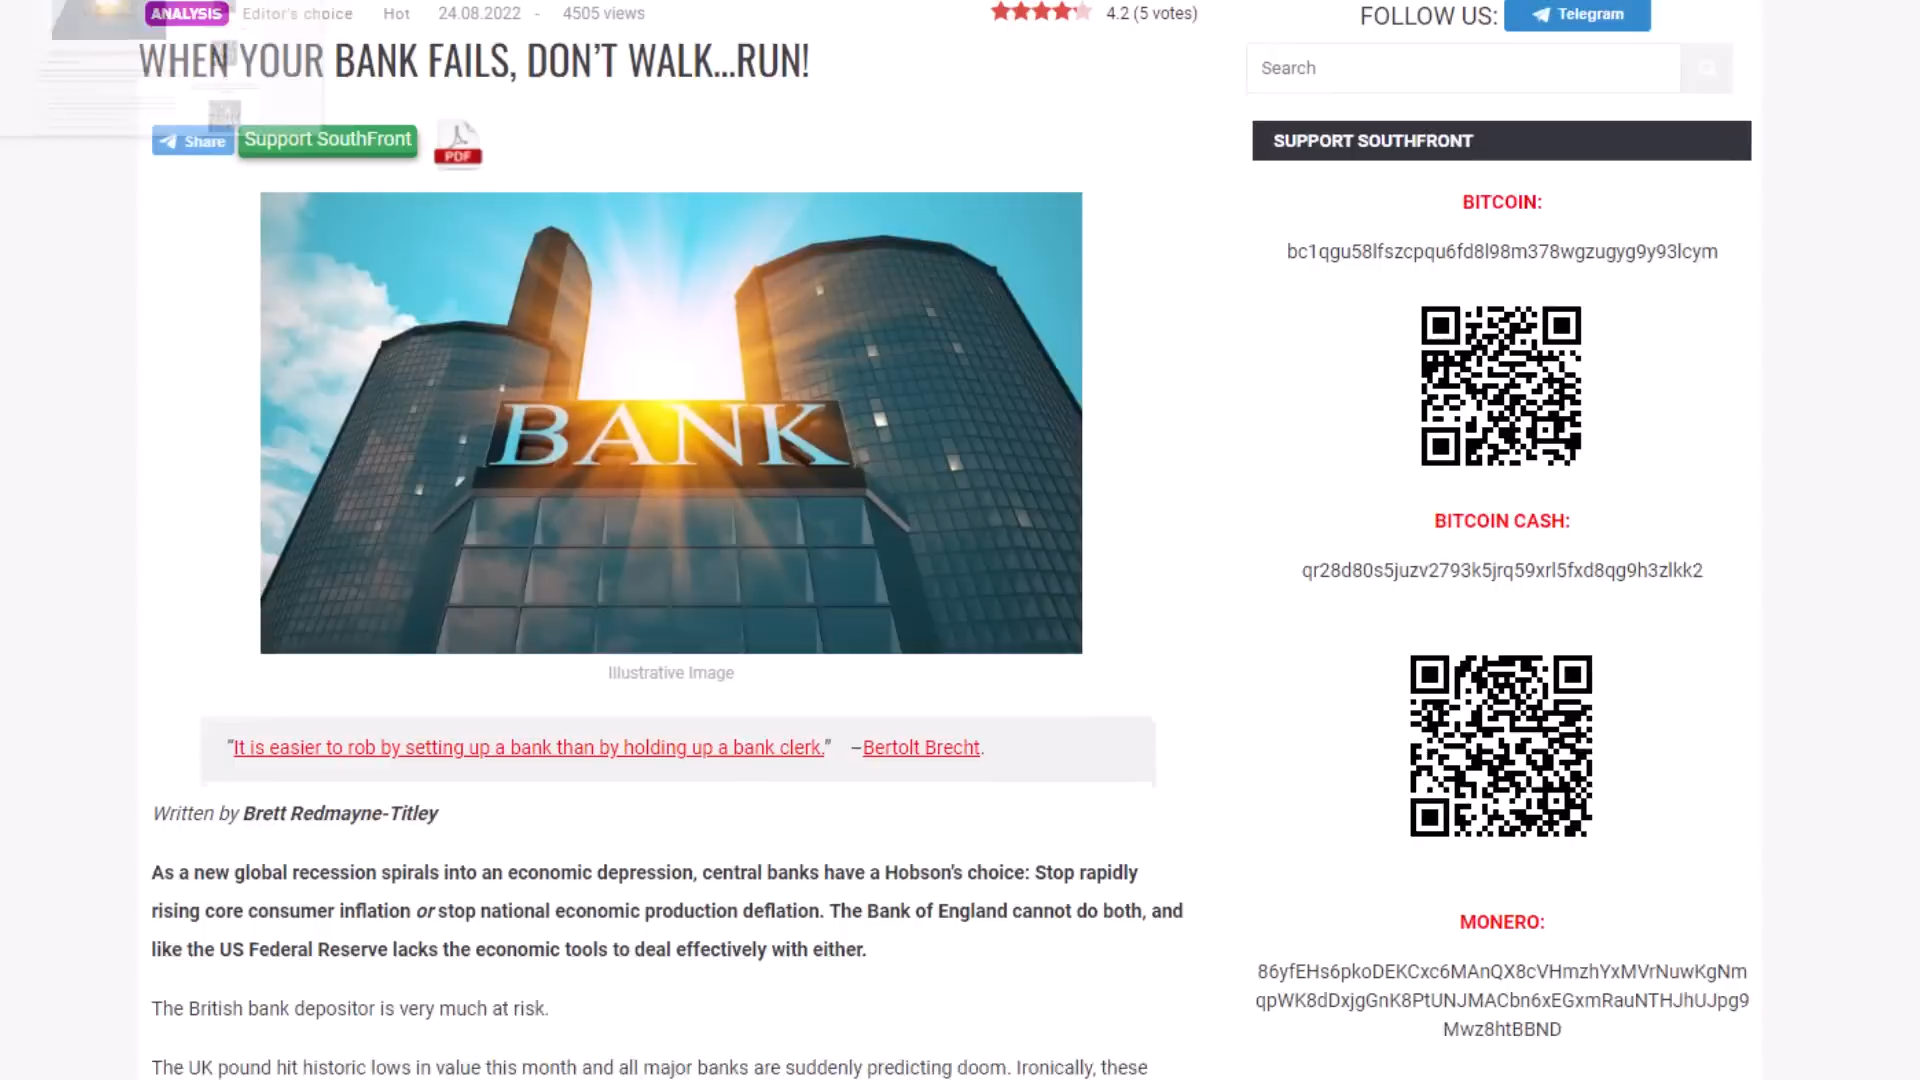 ANALYSIS Editor's choice Hot 24.08.2022 - 4505 views
4.2 (5 votes)
WHEN YOUR BANK FAILS, DON'T WALK...RUN!
Share Support SouthFront PDF
BANK
Illustrative Image
"It is easier to rob by setting up a bank than by holding up a bank clerk." –Bertolt Brecht.
Written by Brett Redmayne-Titley
As a new global recession spirals into an economic depression, central banks have a Hobson's choice: Stop rapidly
rising core consumer inflation or stop national economic production deflation. The Bank of England cannot do both, and
like the US Federal Reserve lacks the economic tools to deal effectively with either.
The British bank depositor is very much at risk.
The UK pound hit historic lows in value this month and all major banks are suddenly predicting doom. Ironically, these
FOLLOW US: Telegram
Search
SUPPORT SOUTHFRONT
BITCOIN:
bc1qgu58lfszcpqu6fd8l98m378wgzugyg9y93lcym
BITCOIN CASH:
qr28d80s5juzv2793k5jrq59xrl5fxd8qg9h3zlkk2
MONERO:
86yfEHs6pkoDEKCxc6MAnQX8cVHmzhYxMVrNuwKgNm
qpWK8dDxjgGnK8PtUNJMACbn6xEGxmRauNTHJhUJpg9
Mwz8htBBND